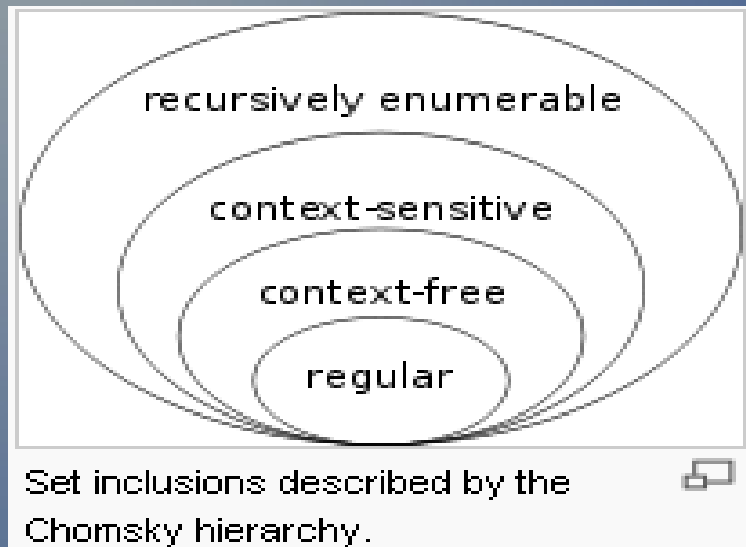 recursively enumerable
context-sensitive
context-free
regular
Set inclusions described by the
Chomsky hierarchy.